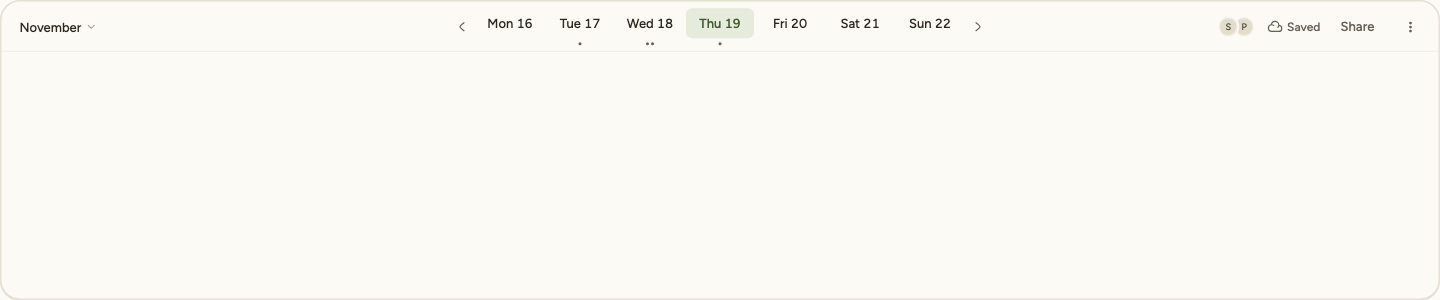 November
Mon 16
Tue 17
Wed 18
Thu 19
Fri 20
Sat 21
Sun 22
S
P
Saved
Share